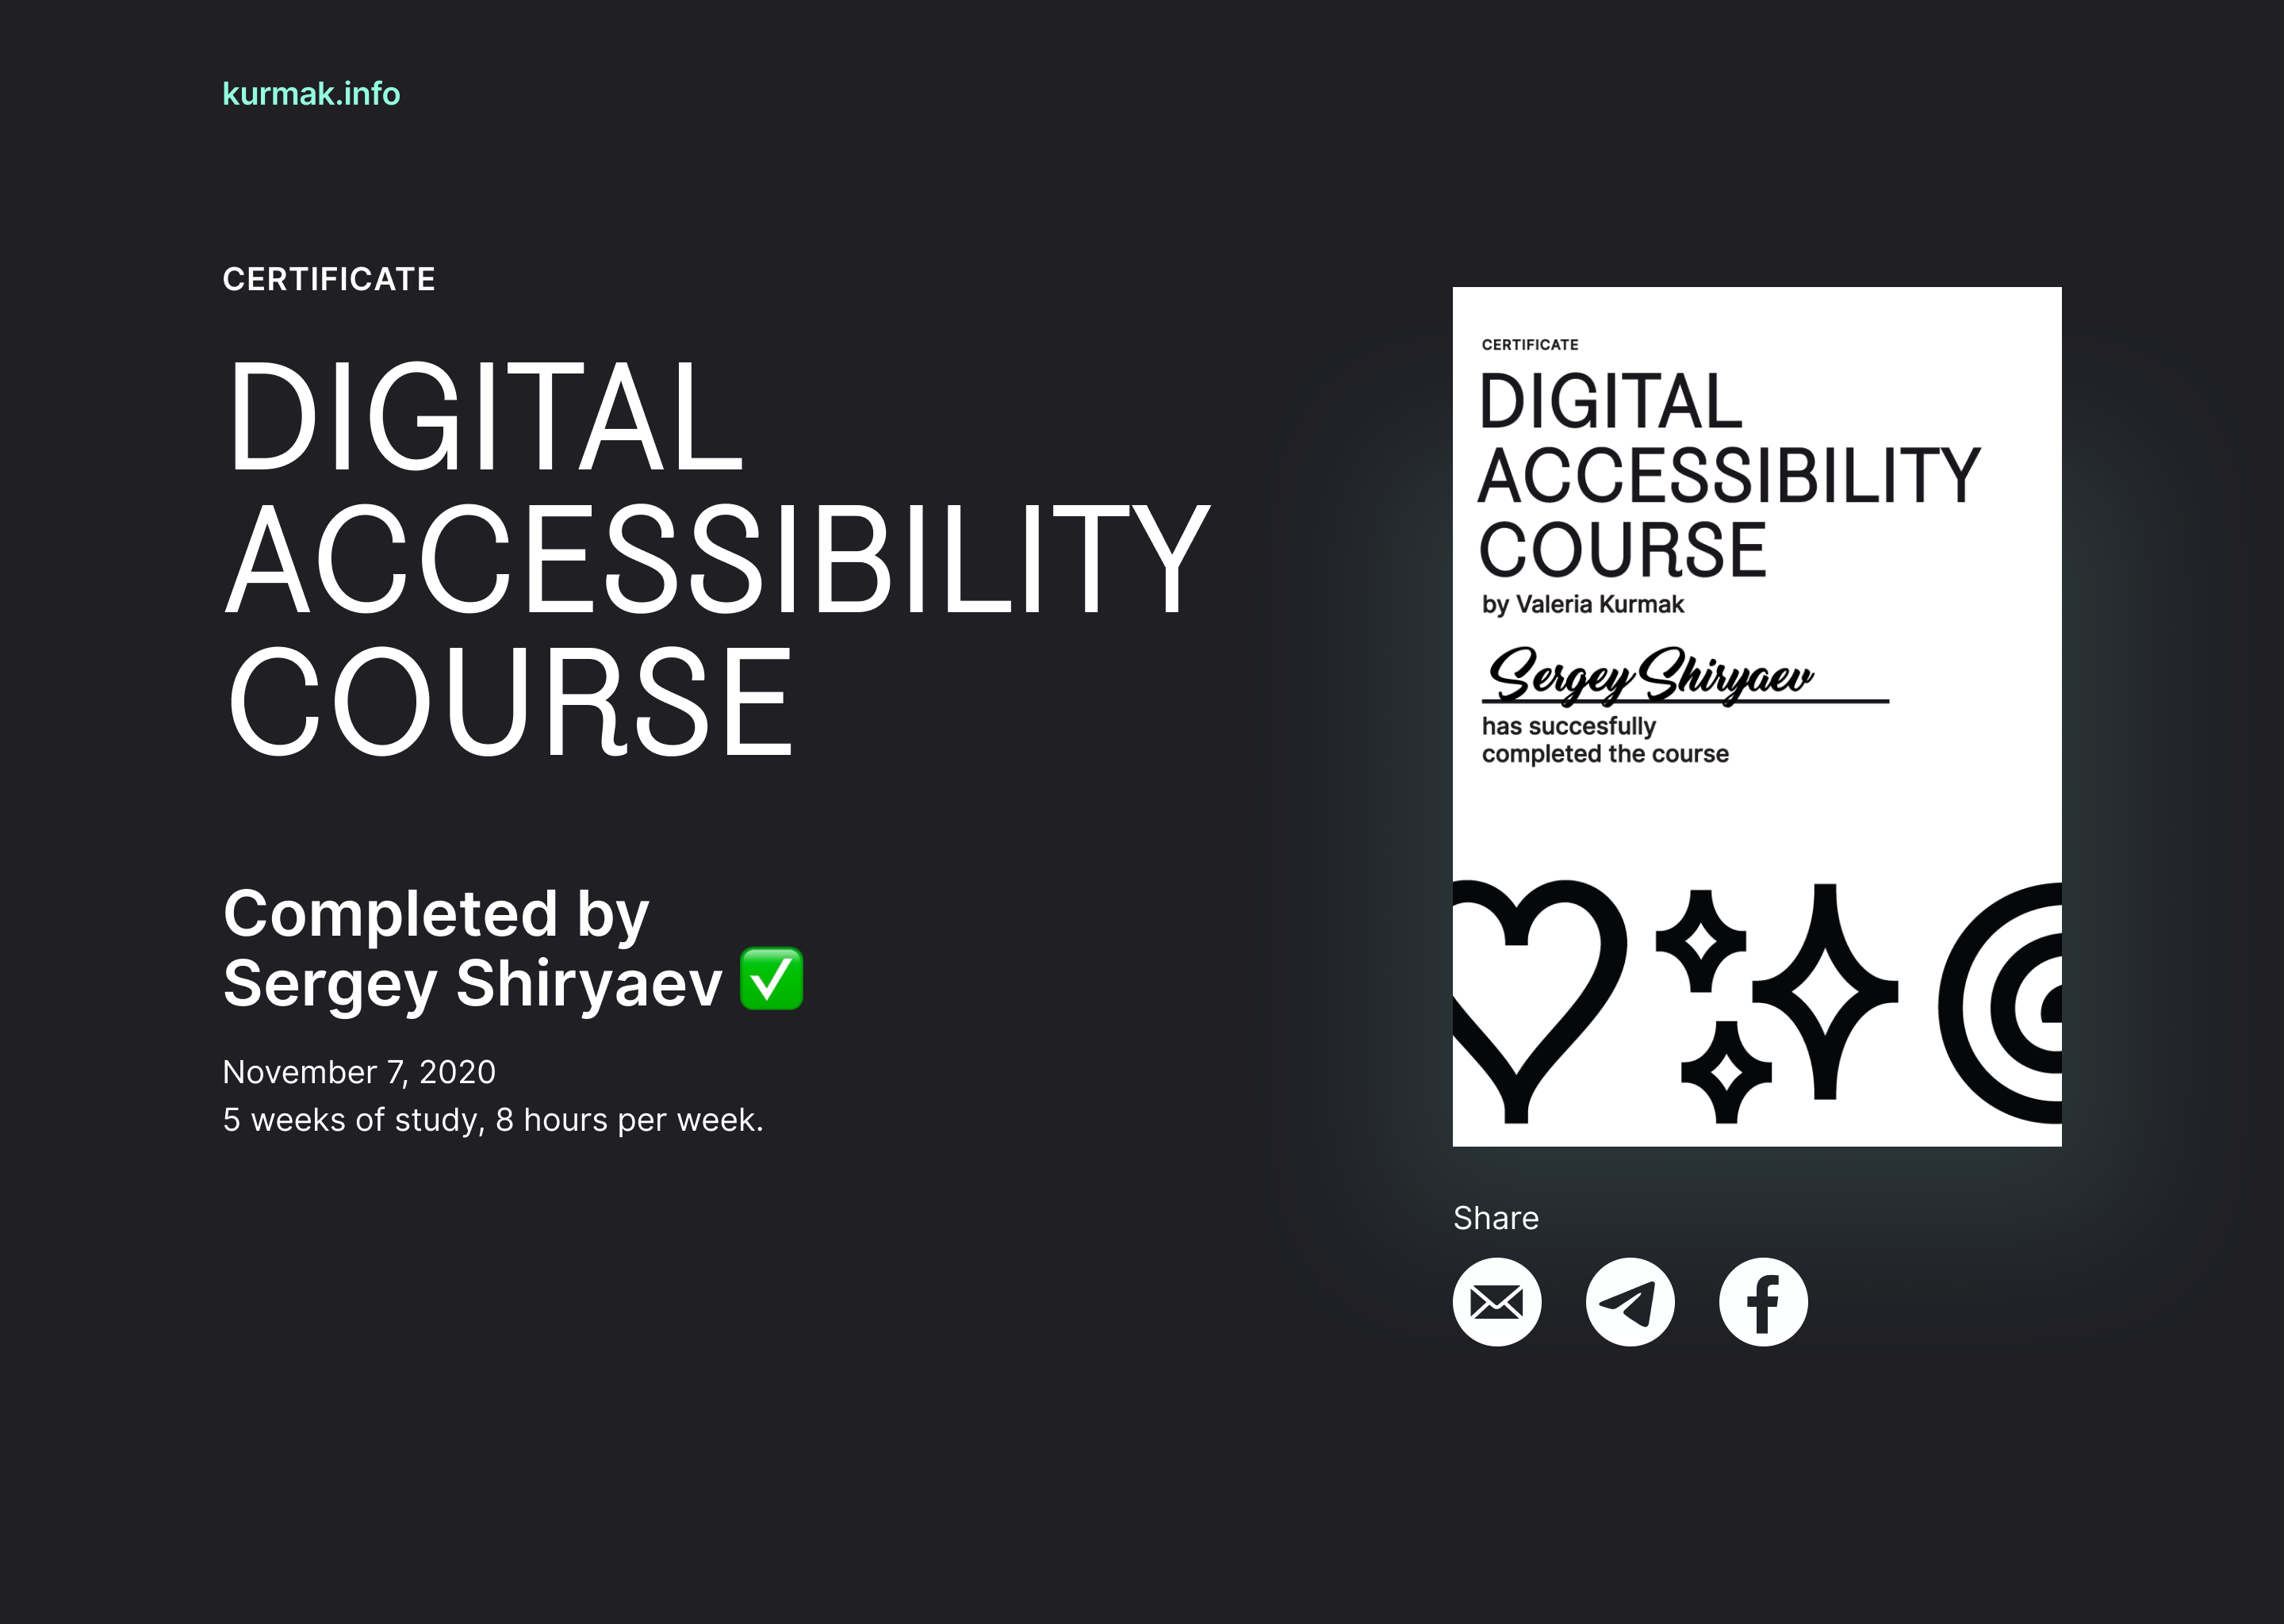 kurmak.info
CERTIFICATE
DIGITAL
ACCESSIBILITY
COURSE
Completed by
Sergey Shiryaev ✅
November 7, 2020
5 weeks of study, 8 hours per week.
CERTIFICATE
DIGITAL
ACCESSIBILITY
COURSE
by Valeria Kurmak
Sergey Shiryaev
has succesfully
completed the course
Share